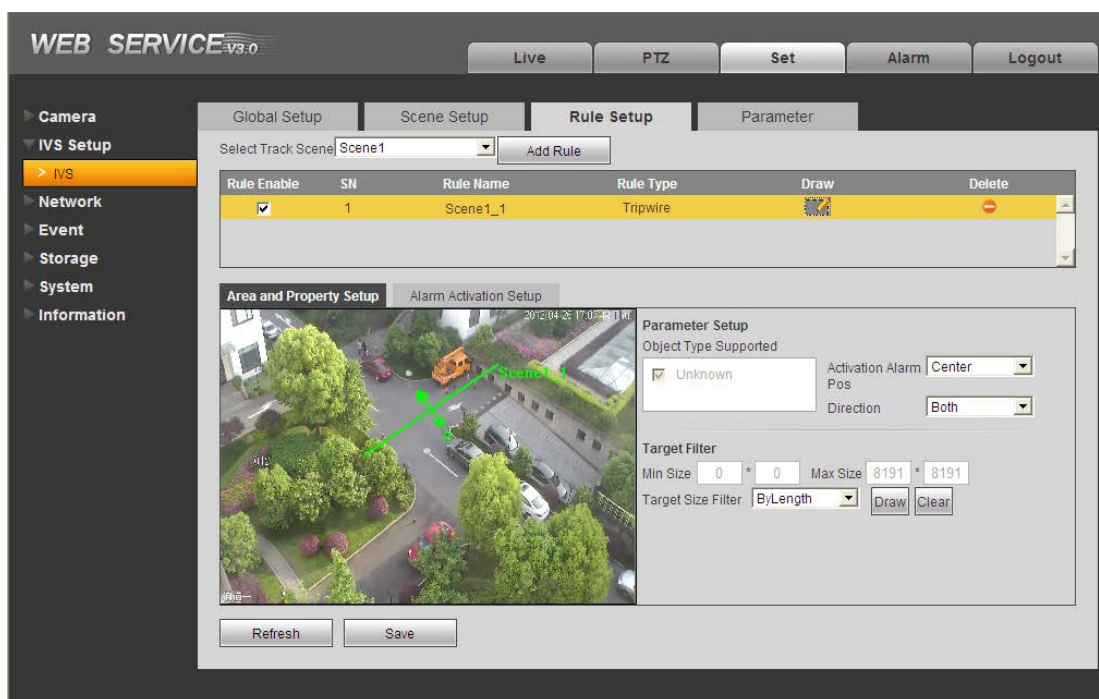 WEB SERVICE-V3.0
Live PTZ Set Alarm Logout
Camera
IVS Setup
> IVS
Network
Event
Storage
System
Information
Global Setup Scene Setup Rule Setup Parameter
Select Track Scene Scene1 Add Rule
Rule Enable SN Rule Name Rule Type Draw Delete
1 Scene1_1 Tripwire
Area and Property Setup Alarm Activation Setup
Scene1_1
Parameter Setup
Object Type Supported
Unknown
Activation Alarm Pos Center
Direction Both
Target Filter
Min Size 0 * 0 Max Size 8191 * 8191
Target Size Filter ByLength Draw Clear
Refresh Save